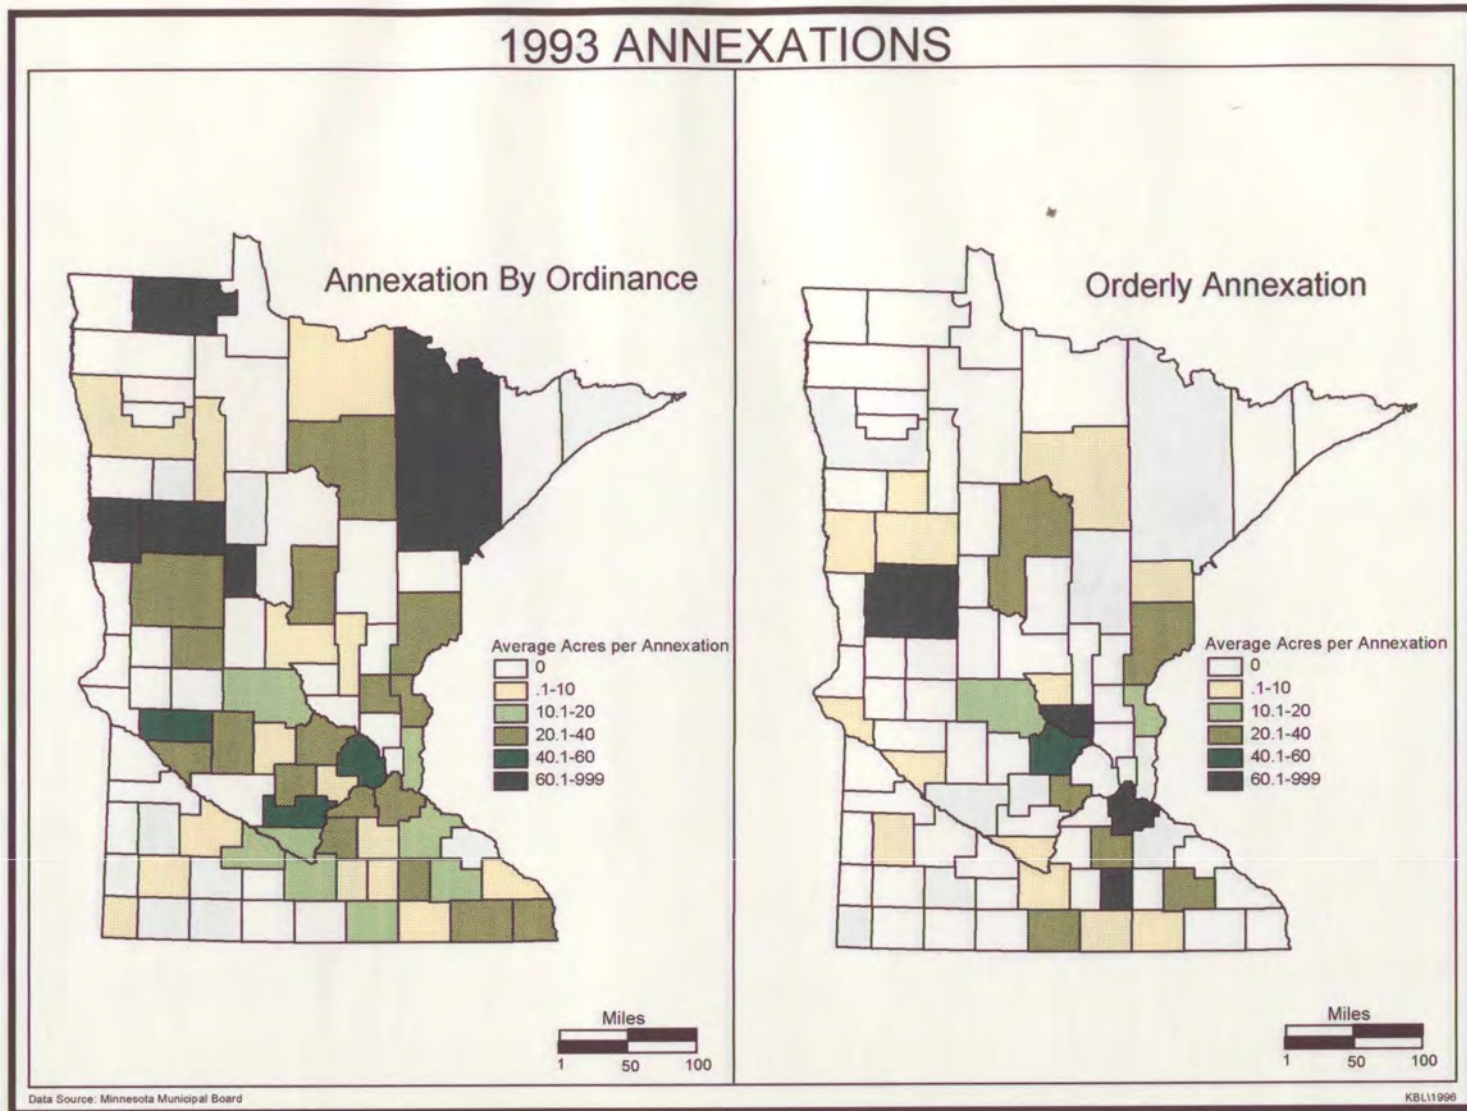 1993 ANNEXATIONS
Annexation By Ordinance
Average Acres per Annexation
0
.1-10
10.1-20
20.1-40
40.1-60
60.1-999
Miles
1 50 100
Orderly Annexation
Average Acres per Annexation
0
.1-10
10.1-20
20.1-40
40.1-60
60.1-999
Miles
1 50 100
Data Source: Minnesota Municipal Board
KBL\1996